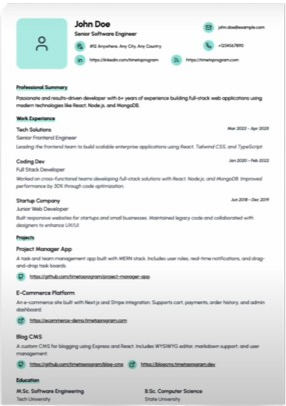 John Doe
Senior Software Engineer
#12 Anywhere, Any City, Any Country
https://linkedin.com/timetoprogram
john.doe@example.com
+1234567890
https://timetoprogram.com
Professional Summary
Passionate and results-driven developer with 6+ years of experience building full-stack web applications using
modern technologies like React, Node.js, and MongoDB.
Work Experience
Tech Solutions
Mar 2022 - Apr 2025
Senior Frontend Engineer
Leading the frontend team to build scalable enterprise applications using React, Tailwind CSS, and TypeScript
Coding Dev
Jan 2020 - Feb 2022
Full Stack Developer
Worked on cross-functional teams developing full-stack solutions with React, Node.js, and MongoDB. Improved
performance by 30% through code optimization.
Startup Company
Jun 2018 - Dec 2019
Junior Web Developer
Built responsive websites for startups and small businesses. Maintained legacy code and collaborated with
designers to enhance UX/UI
Projects
Project Manager App
A task and team management app built with MERN stack. Includes user roles, real-time notifications, and drag-
and-drop task boards.
https://github.com/timetoprogram/project-manager-app
E-Commerce Platform
An e-commerce site built with Next.js and Stripe integration. Supports cart, payments, order history, and admin
dashboard.
https://ecommerce-demo.timetoprogram.com
Blog CMS
A custom CMS for blogging using Express and React. Includes WYSIWYG editor, markdown support, and user
management
https://github.com/timetoprogram/blog-cms https://blogcms.timetoprogram.dev
Education
M.Sc. Software Engineering
Tech University
B.Sc. Computer Science
State University